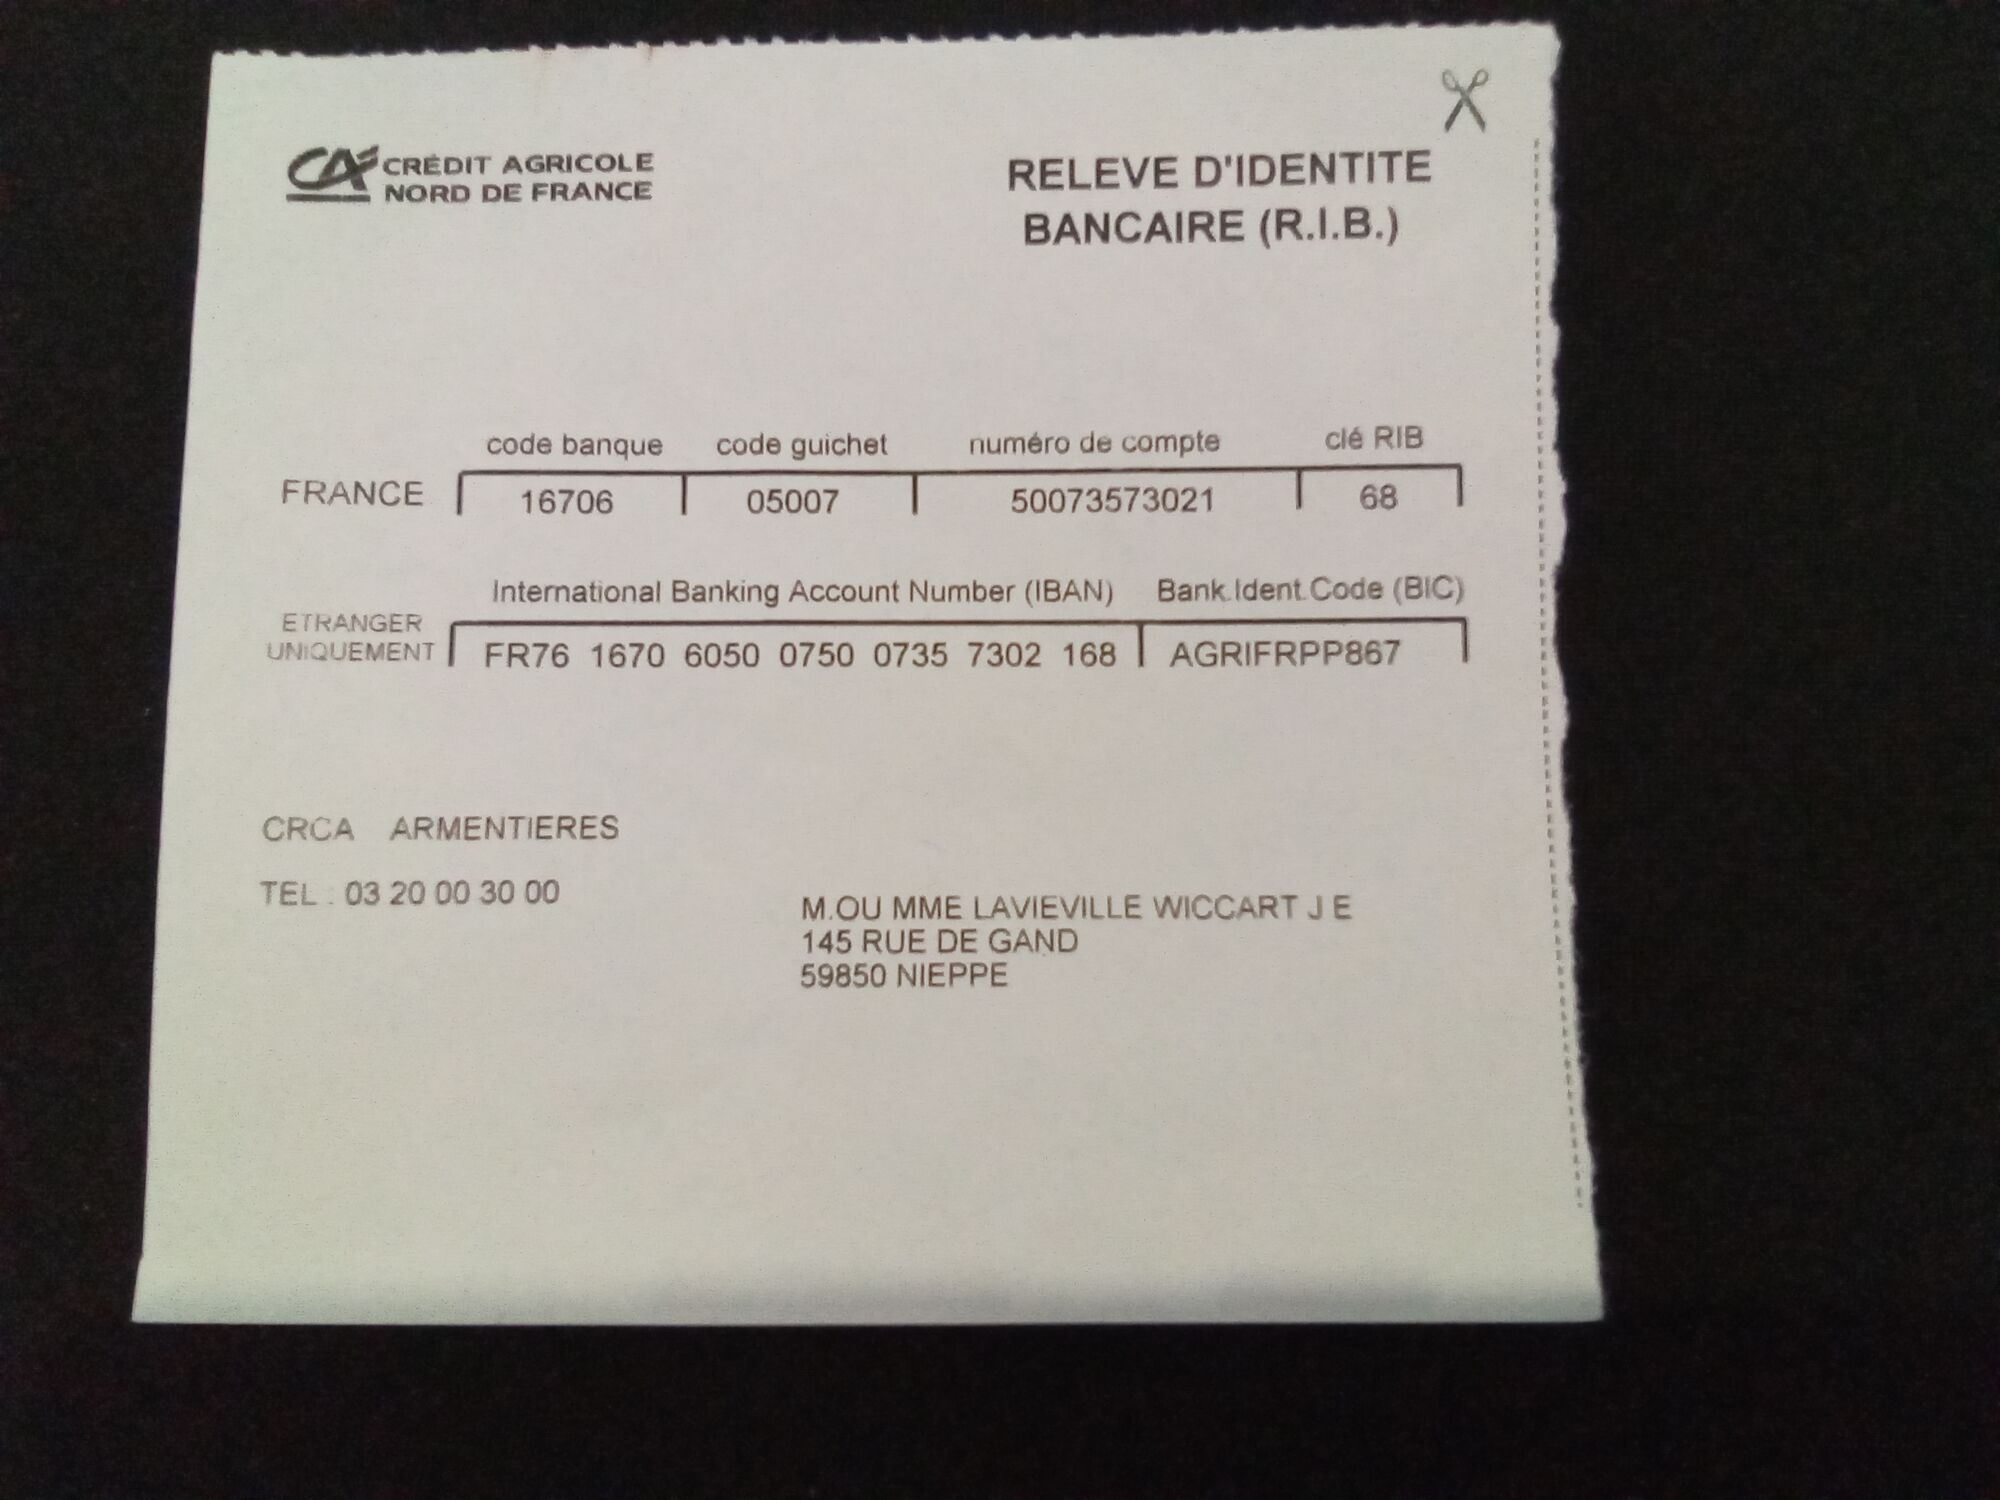 CRÉDIT AGRICOLE
NORD DE FRANCE
RELEVE D'IDENTITE
BANCAIRE (R.I.B.)
code banque code guichet numéro de compte clé RIB
FRANCE 16706 05007 50073573021 68
International Banking Account Number (IBAN) Bank.Ident.Code (BIC)
ETRANGER
UNIQUEMENT FR76 1670 6050 0750 0735 7302 168 AGRIFRPP867
CRCA ARMENTIERES
TEL : 03 20 00 30 00
M.OU MME LAVIEVILLE WICCART J E
145 RUE DE GAND
59850 NIEPPE